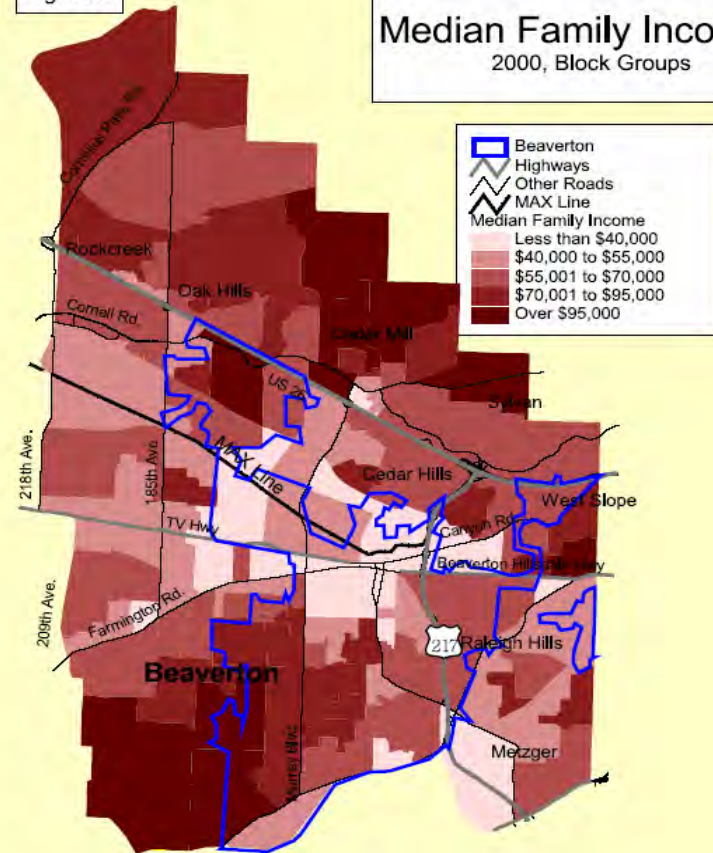 Median Family Inco
2000, Block Groups
Beaverton
Highways
Other Roads
MAX Line
Median Family Income
Less than $40,000
$40,000 to $55,000
$55,001 to $70,000
$70,001 to $95,000
Over $95,000
Cornelius Pass Rd.
Rockcreek
Oak Hills
Cornell Rd.
Cedar Mill
US 26
Sylvan
218th Ave.
185th Ave.
MAX Line
Cedar Hills
West Slope
TV Hwy
Canyon Rd.
Beaverton Hillsdale Hwy
209th Ave.
Farmington Rd.
217
Raleigh Hills
Beaverton
Murray Blvd.
Metzger